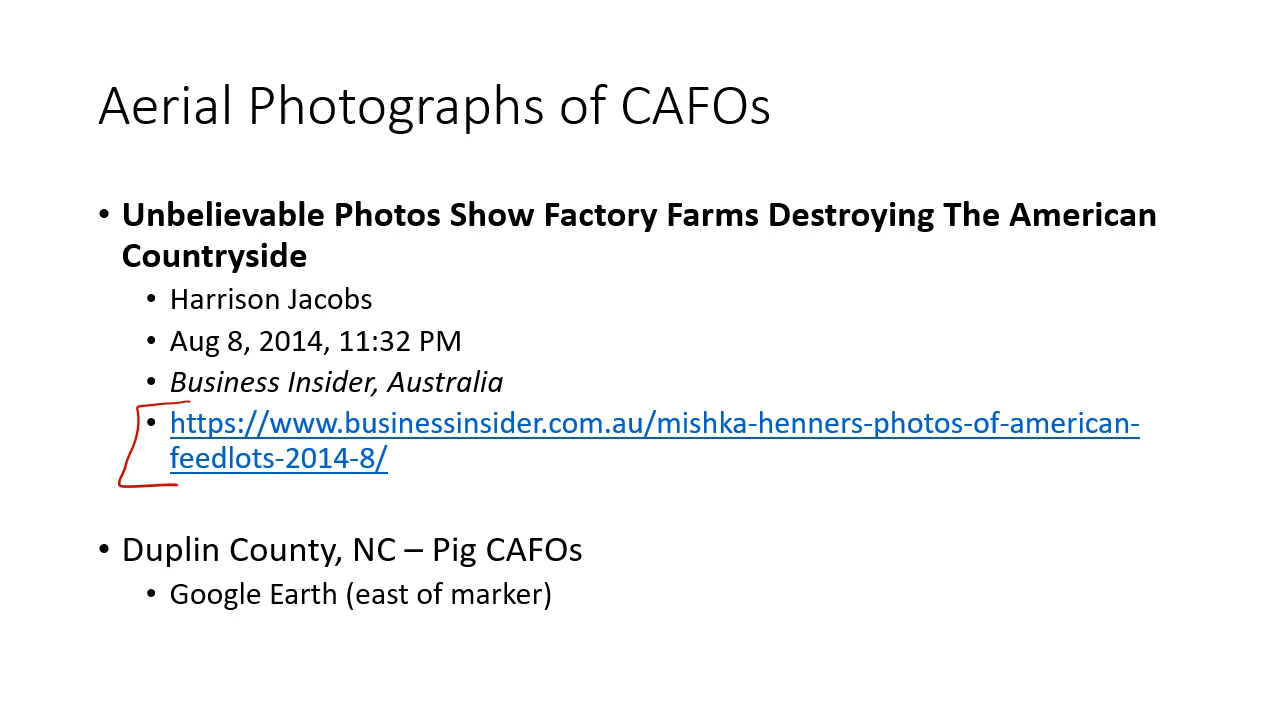 Aerial Photographs of CAFOs
• Unbelievable Photos Show Factory Farms Destroying The American
Countryside
• Harrison Jacobs
• Aug 8, 2014, 11:32 PM
• Business Insider, Australia
• https://www.businessinsider.com.au/mishka-henners-photos-of-american-
feedlots-2014-8/
• Duplin County, NC – Pig CAFOs
• Google Earth (east of marker)